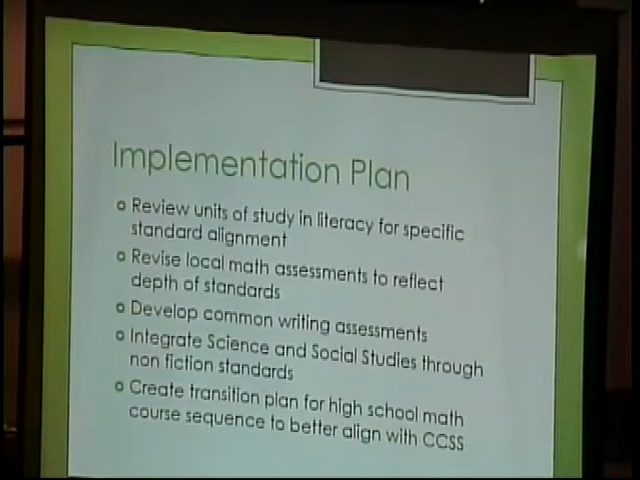 Implementation Plan
Review units of study in literacy for specific
standard alignment
Revise local math assessments to reflect
depth of standards
Develop common writing assessments
Integrate Science and Social Studies through
non fiction standards
Create transition plan for high school math
course sequence to better align with CCSS